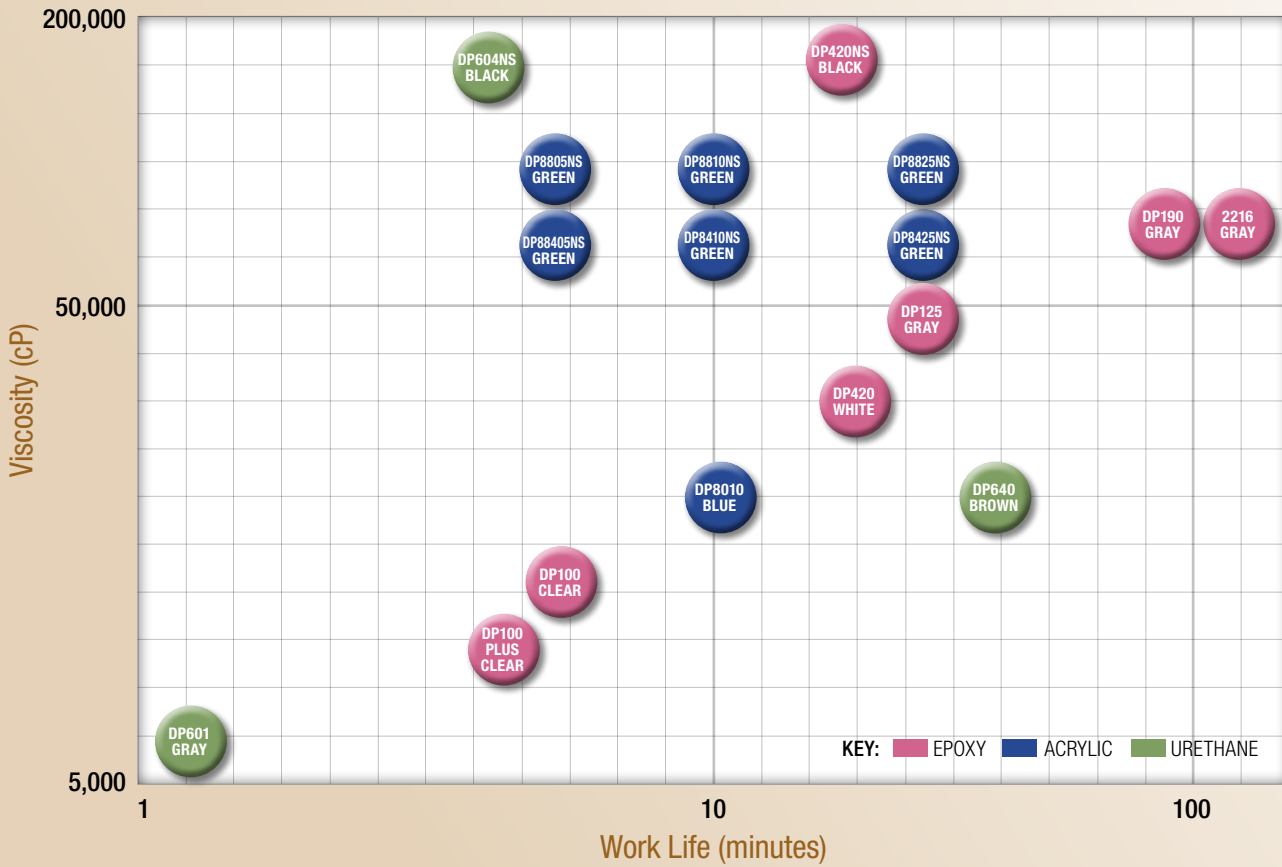 200,000
50,000
5,000
Viscosity (cP)
DP604NS
BLACK
DP420NS
BLACK
DP8805NS
GREEN
DP8810NS
GREEN
DP8825NS
GREEN
DP88405NS
GREEN
DP8410NS
GREEN
DP8425NS
GREEN
DP190
GRAY
2216
GRAY
DP125
GRAY
DP420
WHITE
DP8010
BLUE
DP640
BROWN
DP100
CLEAR
DP100
PLUS
CLEAR
DP601
GRAY
KEY: EPOXY ACRYLIC URETHANE
1 10 100
Work Life (minutes)